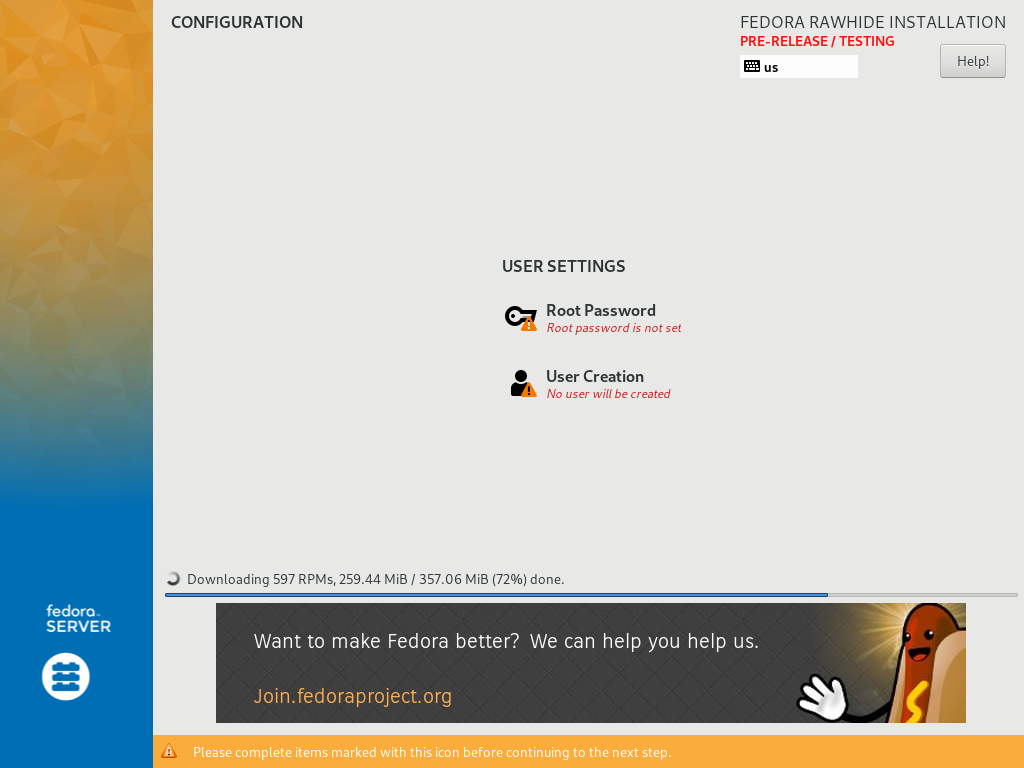 CONFIGURATION
FEDORA RAWHIDE INSTALLATION
PRE-RELEASE / TESTING
us
Help!
USER SETTINGS
Root Password
Root password is not set
User Creation
No user will be created
Downloading 597 RPMs, 259.44 MiB / 357.06 MiB (72%) done.
fedora™
SERVER
Want to make Fedora better? We can help you help us.
Join.fedoraproject.org
Please complete items marked with this icon before continuing to the next step.